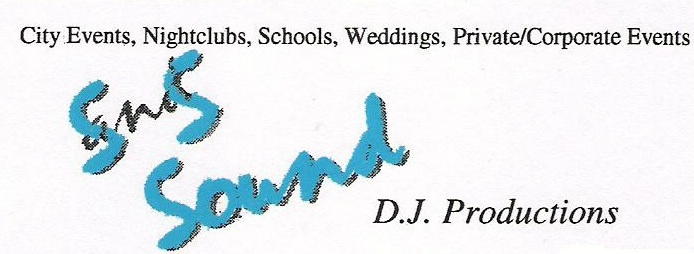 City Events, Nightclubs, Schools, Weddings, Private/Corporate Events
SnS
Sound
D.J. Productions